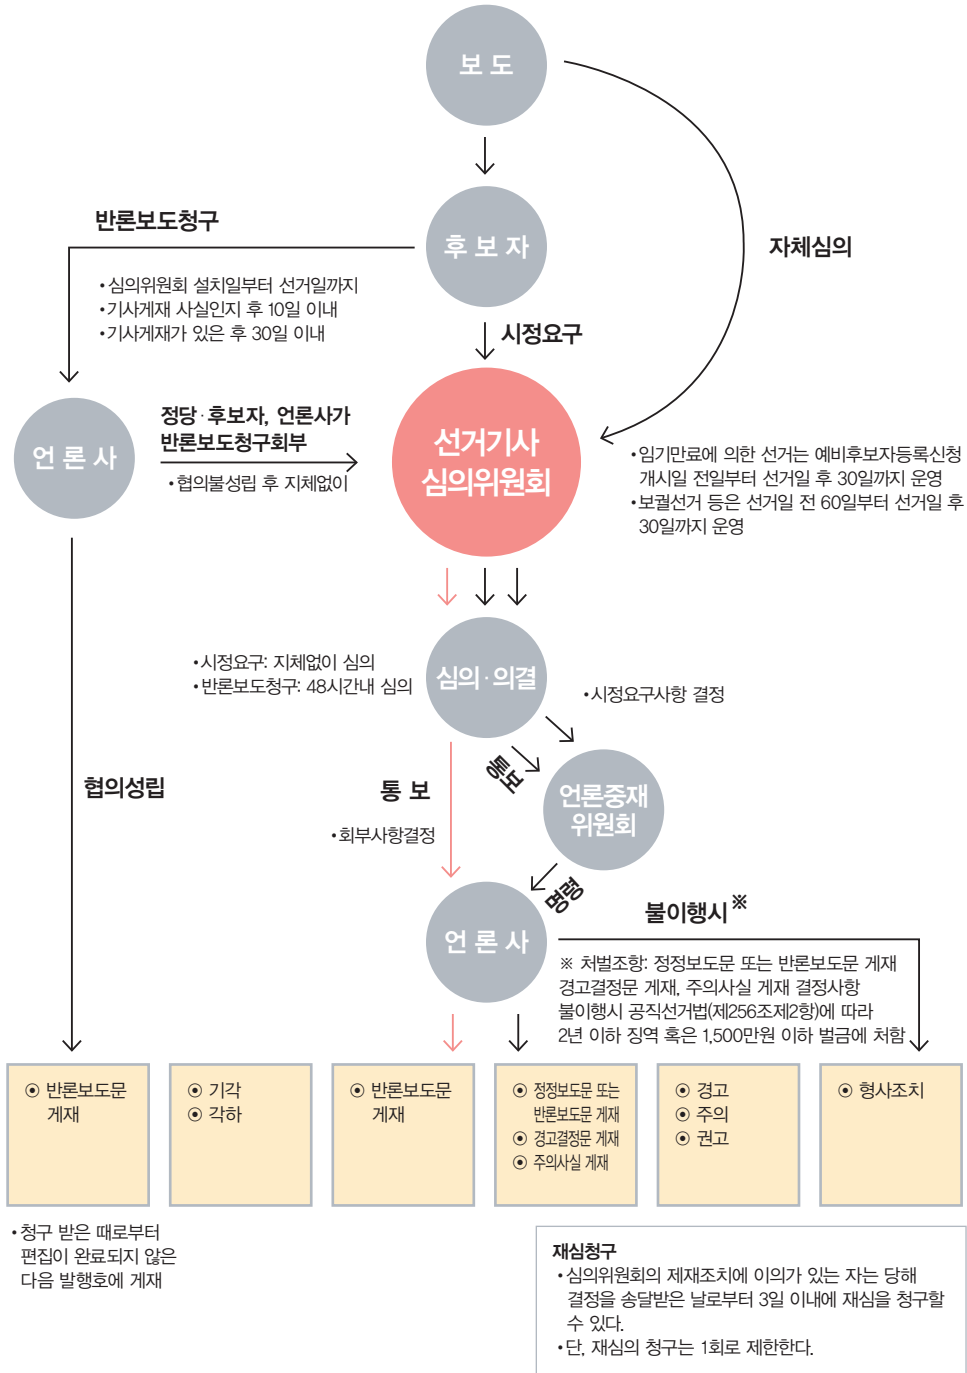 보 도
반론보도청구
후 보 자
자체심의
• 심의위원회 설치일부터 선거일까지
• 기사게재 사실인지 후 10일 이내
• 기사게재가 있은 후 30일 이내
시정요구
언 론 사
정당 · 후보자, 언론사가
반론보도청구회부
• 협의불성립 후 지체없이
선거기사
심의위원회
• 임기만료에 의한 선거는 예비후보자등록신청
개시일 전일부터 선거일 후 30일까지 운영
• 보궐선거 등은 선거일 전 60일부터 선거일 후
30일까지 운영
• 시정요구: 지체없이 심의
• 반론보도청구: 48시간내 심의
심의 · 의결
• 시정요구사항 결정
통보
협의성립
통 보
• 회부사항결정
언론중재
위원회
명령
언 론 사
불이행시 ※
※ 처벌조항: 정정보도문 또는 반론보도문 게재
경고결정문 게재, 주의사실 게재 결정사항
불이행시 공직선거법(제256조제2항)에 따라
2년 이하 징역 혹은 1,500만원 이하 벌금에 처함
⊙ 반론보도문
게재
⊙ 기각
⊙ 각하
⊙ 반론보도문
게재
⊙ 정정보도문 또는
반론보도문 게재
⊙ 경고결정문 게재
⊙ 주의사실 게재
⊙ 경고
⊙ 주의
⊙ 권고
⊙ 형사조치
• 청구 받은 때로부터
편집이 완료되지 않은
다음 발행호에 게재
재심청구
• 심의위원회의 제재조치에 이의가 있는 자는 당해
결정을 송달받은 날로부터 3일 이내에 재심을 청구할
수 있다.
• 단, 재심의 청구는 1회로 제한한다.